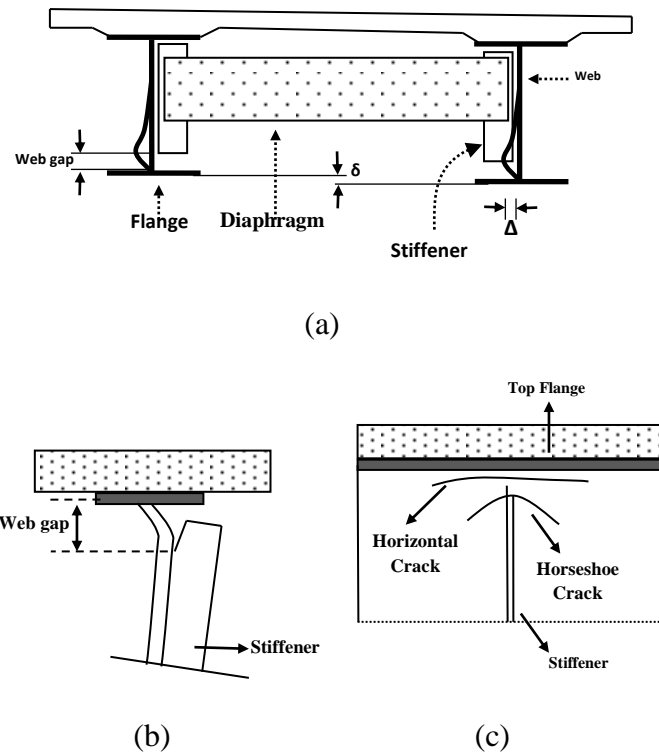 Web
Web gap
δ
Flange
Diaphragm
Stiffener
Δ
(a)
Top Flange
Web gap
Horizontal
Crack
Horseshoe
Crack
Stiffener
Stiffener
(b)
(c)